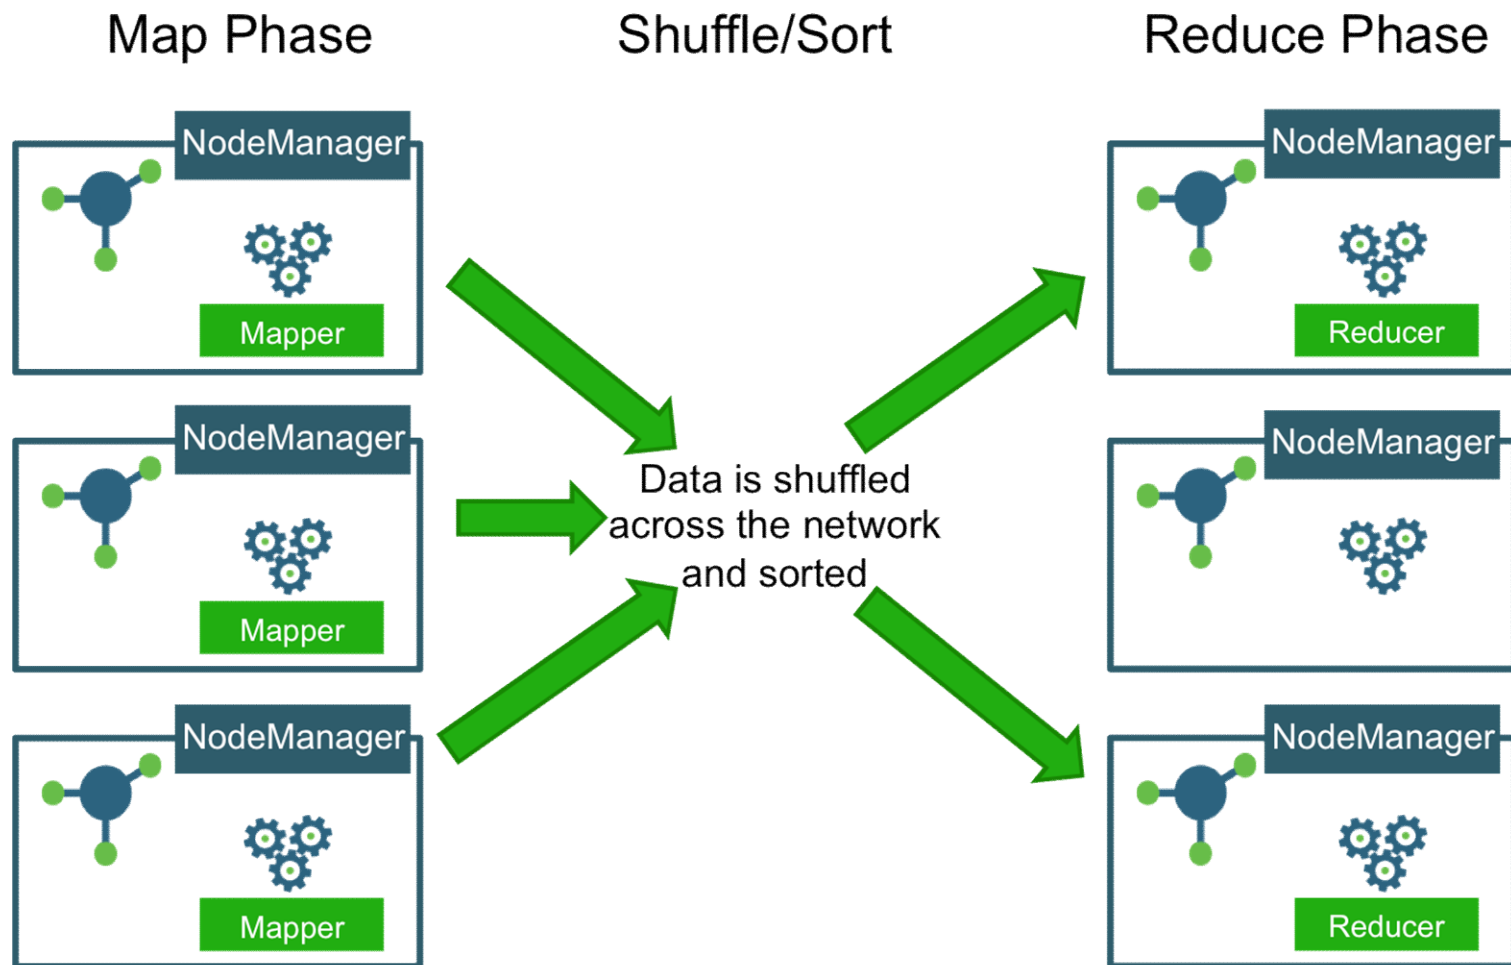 Map Phase
Shuffle/Sort
Reduce Phase
NodeManager
Mapper
NodeManager
Mapper
NodeManager
Mapper
Data is shuffled
across the network
and sorted
NodeManager
Reducer
NodeManager
NodeManager
Reducer